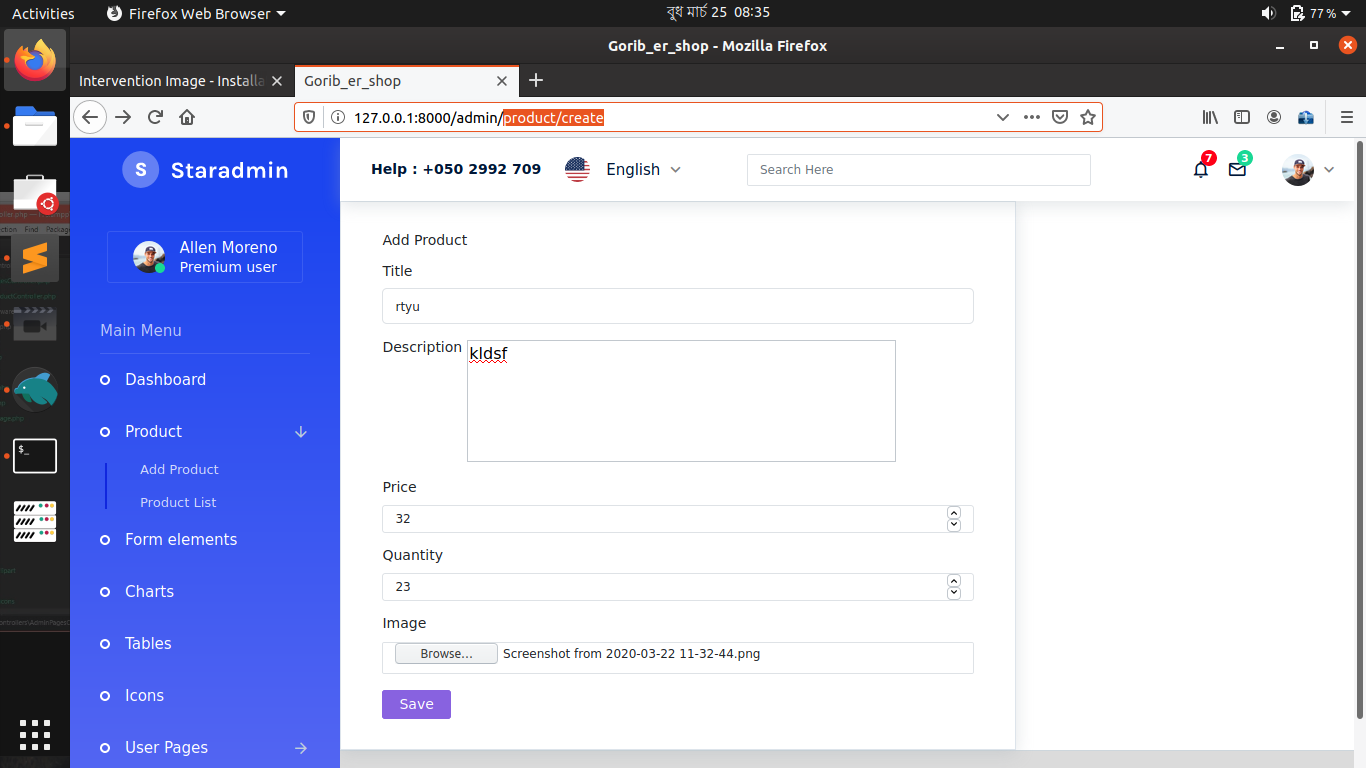 Activities Firefox Web Browser বুধ মার্চ 25 08:35 77 %
Gorib_er_shop - Mozilla Firefox
Intervention Image - Installa Gorib_er_shop
127.0.0.1:8000/admin/product/create
S Staradmin Help : +050 2992 709 English Search Here 7 3
Allen Moreno
Premium user
Main Menu
Dashboard
Product
Add Product
Product List
Form elements
Charts
Tables
Icons
User Pages
Add Product
Title
rtyu
Description kldsf
Price
32
Quantity
23
Image
Browse... Screenshot from 2020-03-22 11-32-44.png
Save